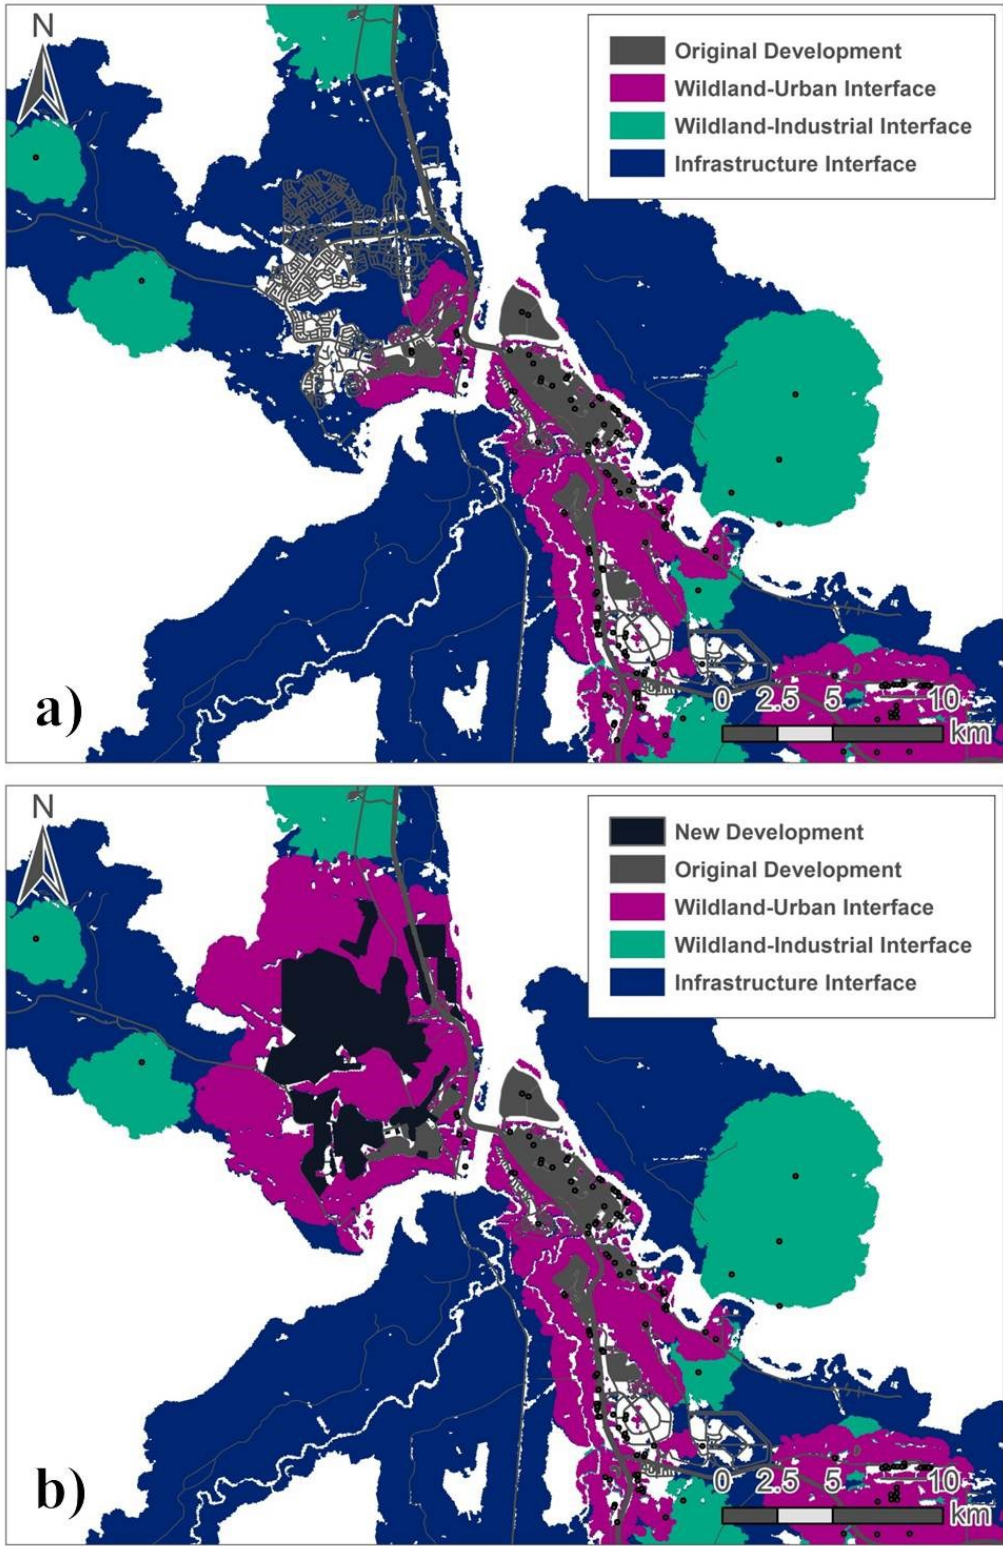 N
Original Development
Wildland-Urban Interface
Wildland-Industrial Interface
Infrastructure Interface
a)
0 2.5 5 10
km
N
New Development
Original Development
Wildland-Urban Interface
Wildland-Industrial Interface
Infrastructure Interface
b)
0 2.5 5 10
km